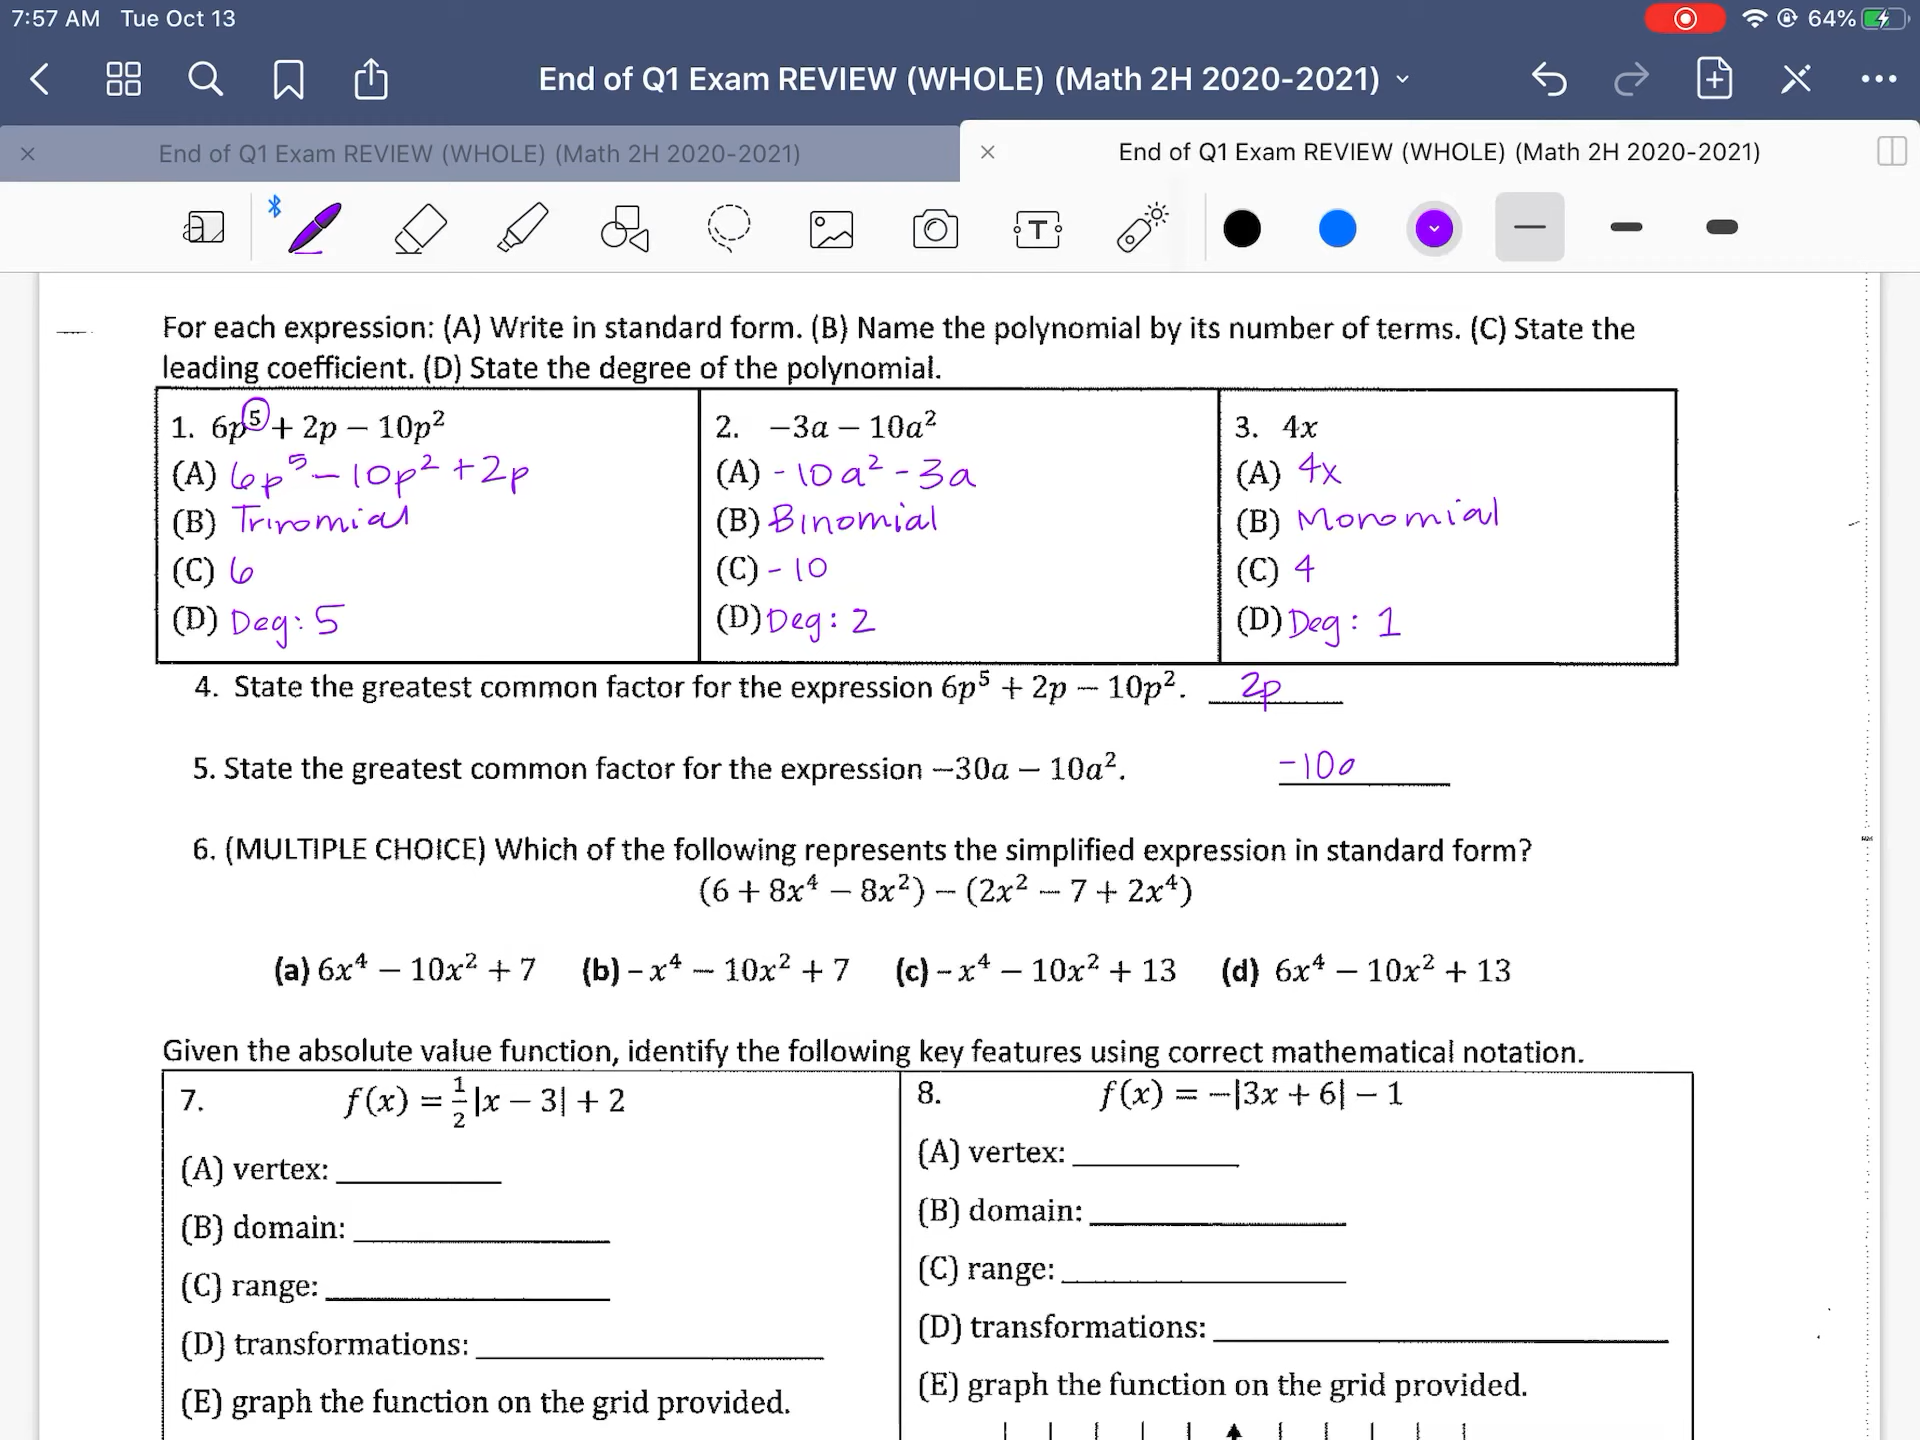 7:57 AM Tue Oct 13
64%
End of Q1 Exam REVIEW (WHOLE) (Math 2H 2020-2021)
End of Q1 Exam REVIEW (WHOLE) (Math 2H 2020-2021)
End of Q1 Exam REVIEW (WHOLE) (Math 2H 2020-2021)
T
For each expression: (A) Write in standard form. (B) Name the polynomial by its number of terms. (C) State the
leading coefficient. (D) State the degree of the polynomial.
1. 6p⁵ + 2p − 10p²
(A) 6p⁵ − 10p² + 2p
(B) Trinomial
(C) 6
(D) Deg: 5
2. −3a − 10a²
(A) -10a² - 3a
(B) Binomial
(C) -10
(D) Deg: 2
3. 4x
(A) 4x
(B) Monomial
(C) 4
(D) Deg: 1
4. State the greatest common factor for the expression 6p⁵ + 2p − 10p². 2p
5. State the greatest common factor for the expression −30a − 10a². -10a
6. (MULTIPLE CHOICE) Which of the following represents the simplified expression in standard form?
(6 + 8x⁴ − 8x²) − (2x² − 7 + 2x⁴)
(a) 6x⁴ − 10x² + 7 (b) −x⁴ − 10x² + 7 (c) −x⁴ − 10x² + 13 (d) 6x⁴ − 10x² + 13
Given the absolute value function, identify the following key features using correct mathematical notation.
7. f(x) = ½|x − 3| + 2
(A) vertex:
(B) domain:
(C) range:
(D) transformations:
(E) graph the function on the grid provided.
8. f(x) = −|3x + 6| − 1
(A) vertex:
(B) domain:
(C) range:
(D) transformations:
(E) graph the function on the grid provided.